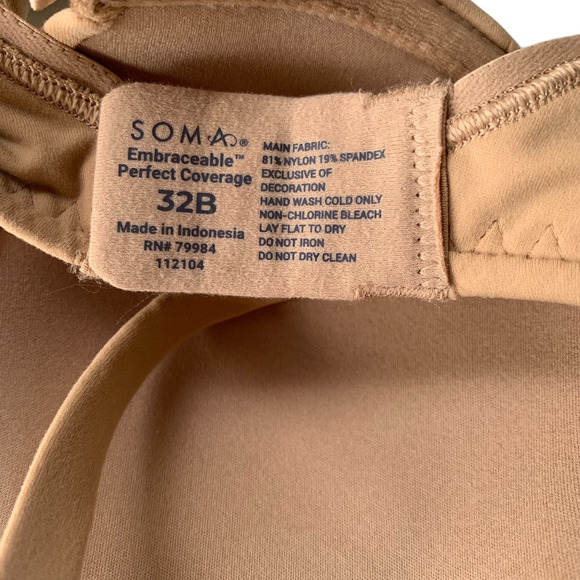 SOMA®
Embraceable™
Perfect Coverage
32B
Made in Indonesia
RN# 79984
112104
MAIN FABRIC:
81% NYLON 19% SPANDEX
EXCLUSIVE OF
DECORATION
HAND WASH COLD ONLY
NON-CHLORINE BLEACH
LAY FLAT TO DRY
DO NOT IRON
DO NOT DRY CLEAN